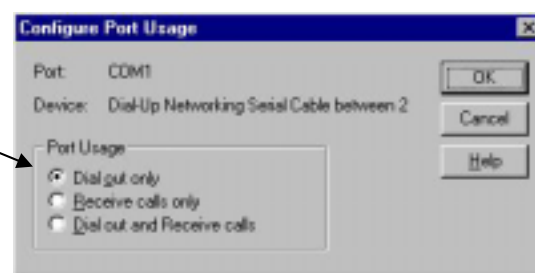 Configure Port Usage
Port: COM1
Device: Dial-Up Networking Serial Cable between 2
Port Usage
Dial out only
Receive calls only
Dial out and Receive calls
OK
Cancel
Help